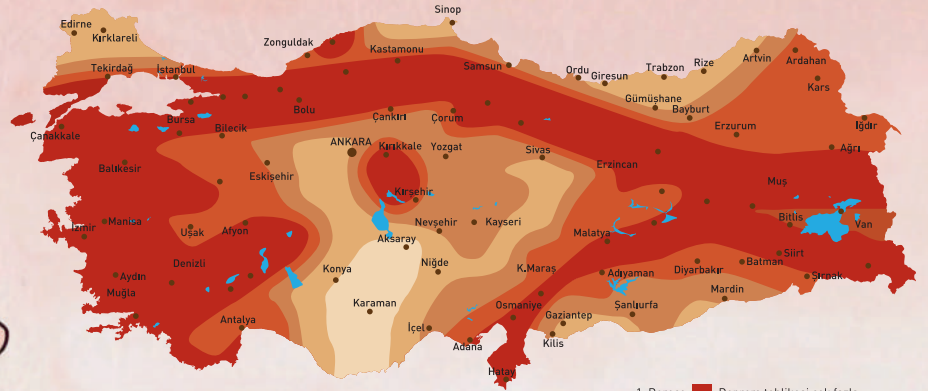 Sinop
Edirne
Kırklareli
Zonguldak
Kastamonu
Tekirdağ
İstanbul
Samsun
Ordu
Giresun
Trabzon
Rize
Artvin
Ardahan
Kars
Gümüşhane
Bayburt
Bolu
Çankırı
Çorum
Iğdır
Çanakkale
Bursa
Bilecik
Erzurum
Ağrı
ANKARA
Kırıkkale
Yozgat
Sivas
Erzincan
Balıkesir
Eskişehir
Muş
Kırşehir
İzmir
Manisa
Uşak
Afyon
Nevşehir
Kayseri
Malatya
Bitlis
Van
Aksaray
Denizli
Konya
Niğde
K.Maraş
Adıyaman
Diyarbakır
Batman
Siirt
Şırnak
Aydın
Muğla
Karaman
Osmaniye
Gaziantep
Şanlıurfa
Mardin
Antalya
İçel
Adana
Kilis
Hatay